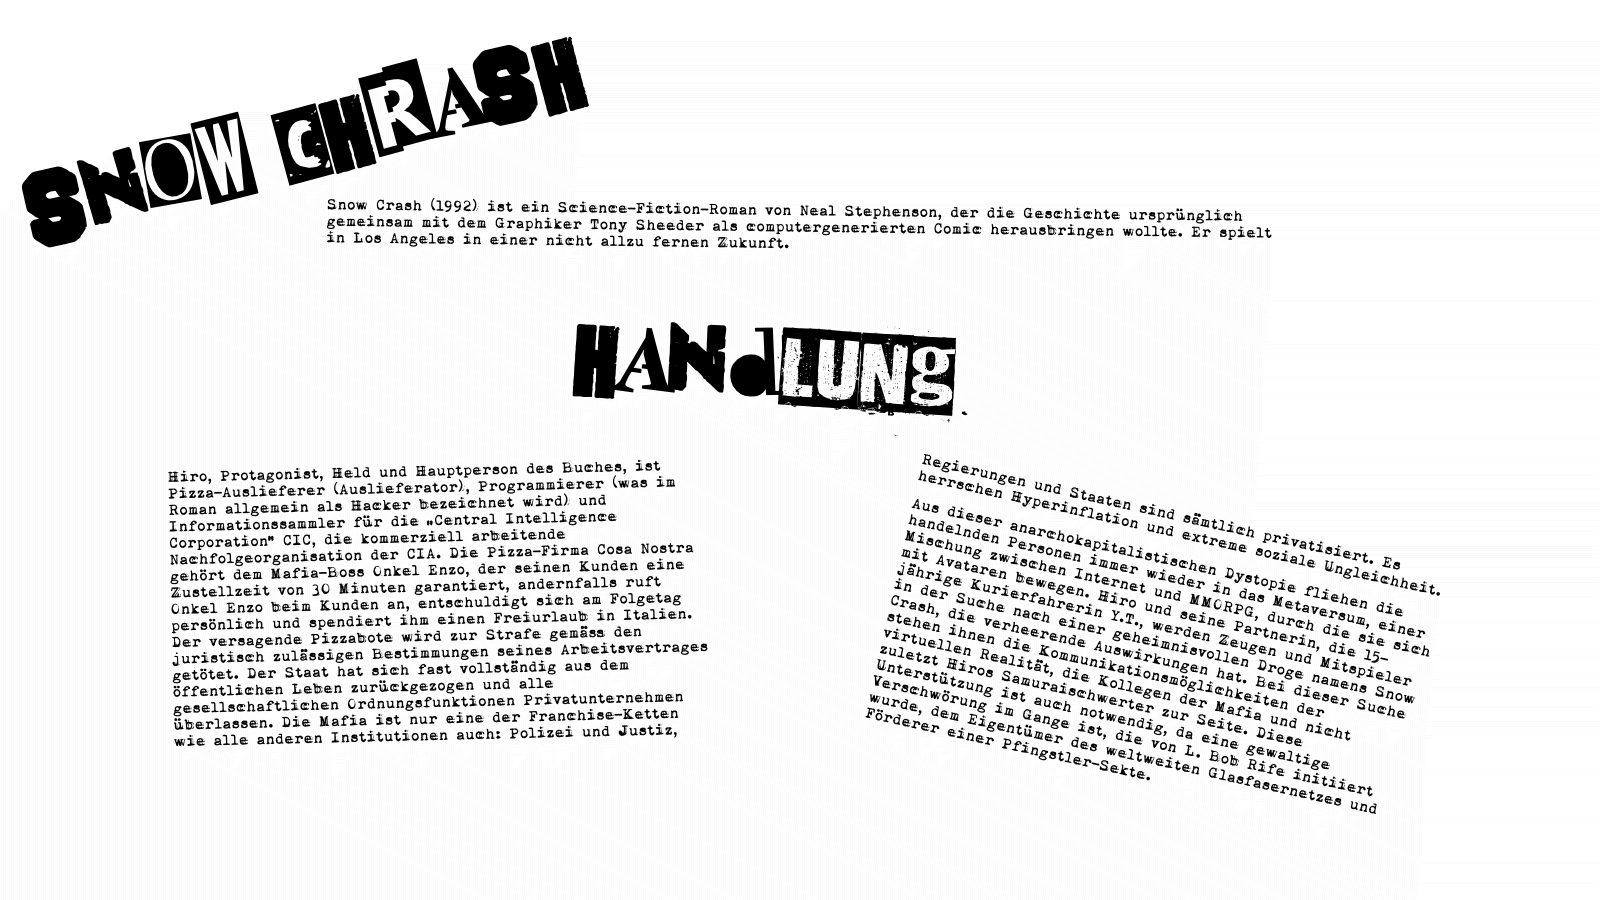 SNOW CHRASH
Snow Crash (1992) ist ein Science-Fiction-Roman von Neal Stephenson, der die Geschichte ursprünglich
gemeinsam mit dem Graphiker Tony Sheeder als computergenerierten Comic herausbringen wollte. Er spielt
in Los Angeles in einer nicht allzu fernen Zukunft.
HANdLUNg
Hiro, Protagonist, Held und Hauptperson des Buches, ist
Pizza-Auslieferer (Auslieferator), Programmierer (was im
Roman allgemein als Hacker bezeichnet wird) und
Informationssammler für die „Central Intelligence
Corporation" CIC, die kommerziell arbeitende
Nachfolgeorganisation der CIA. Die Pizza-Firma Cosa Nostra
gehört dem Mafia-Boss Onkel Enzo, der seinen Kunden eine
Zustellzeit von 30 Minuten garantiert, andernfalls ruft
Onkel Enzo beim Kunden an, entschuldigt sich am Folgetag
persönlich und spendiert ihm einen Freiurlaub in Italien.
Der versagende Pizzabote wird zur Strafe gemäss den
juristisch zulässigen Bestimmungen seines Arbeitsvertrages
getötet. Der Staat hat sich fast vollständig aus dem
öffentlichen Leben zurückgezogen und alle
gesellschaftlichen Ordnungsfunktionen Privatunternehmen
überlassen. Die Mafia ist nur eine der Franchise-Ketten
wie alle anderen Institutionen auch: Polizei und Justiz,
Regierungen und Staaten sind sämtlich privatisiert. Es
herrschen Hyperinflation und extreme soziale Ungleichheit.
Aus dieser anarchokapitalistischen Dystopie fliehen die
handelnden Personen immer wieder in das Metaversum, einer
Mischung zwischen Internet und MMORPG, durch die sie sich
mit Avataren bewegen. Hiro und seine Partnerin, die 15-
jährige Kurierfahrerin Y.T., werden Zeugen und Mitspieler
in der Suche nach einer geheimnisvollen Droge namens Snow
Crash, die verheerende Auswirkungen hat. Bei dieser Suche
stehen ihnen die Kommunikationsmöglichkeiten der
virtuellen Realität, die Kollegen der Mafia und nicht
zuletzt Hiros Samuraischwerter zur Seite. Diese
Unterstützung ist auch notwendig, da eine gewaltige
Verschwörung im Gange ist, die von L. Bob Rife initiiert
wurde, dem Eigentümer des weltweiten Glasfasernetzes und
Förderer einer Pfingstler-Sekte.